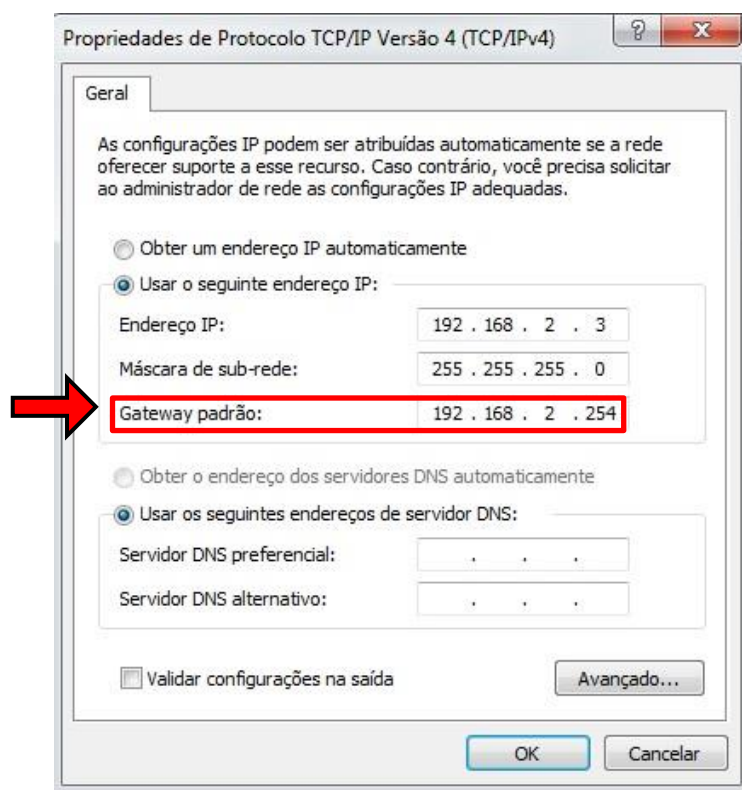 Propriedades de Protocolo TCP/IP Versão 4 (TCP/IPv4)
?
X
Geral
As configurações IP podem ser atribuídas automaticamente se a rede
oferecer suporte a esse recurso. Caso contrário, você precisa solicitar
ao administrador de rede as configurações IP adequadas.
Obter um endereço IP automaticamente
Usar o seguinte endereço IP:
Endereço IP: 192 . 168 . 2 . 3
Máscara de sub-rede: 255 . 255 . 255 . 0
Gateway padrão: 192 . 168 . 2 . 254
Obter o endereço dos servidores DNS automaticamente
Usar os seguintes endereços de servidor DNS:
Servidor DNS preferencial: . . .
Servidor DNS alternativo: . . .
Validar configurações na saída Avançado...
OK Cancelar